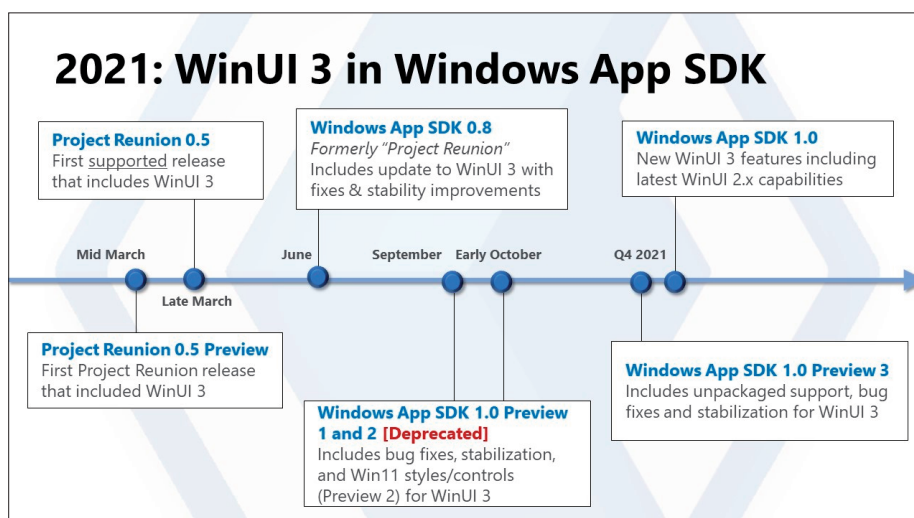 2021: WinUI 3 in Windows App SDK
Project Reunion 0.5
First supported release
that includes WinUI 3
Windows App SDK 0.8
Formerly “Project Reunion”
Includes update to WinUI 3 with
fixes & stability improvements
Windows App SDK 1.0
New WinUI 3 features including
latest WinUI 2.x capabilities
Mid March
Late March
June
September
Early October
Q4 2021
Project Reunion 0.5 Preview
First Project Reunion release
that included WinUI 3
Windows App SDK 1.0 Preview
1 and 2 [Deprecated]
Includes bug fixes, stabilization,
and Win11 styles/controls
(Preview 2) for WinUI 3
Windows App SDK 1.0 Preview 3
Includes unpackaged support, bug
fixes and stabilization for WinUI 3